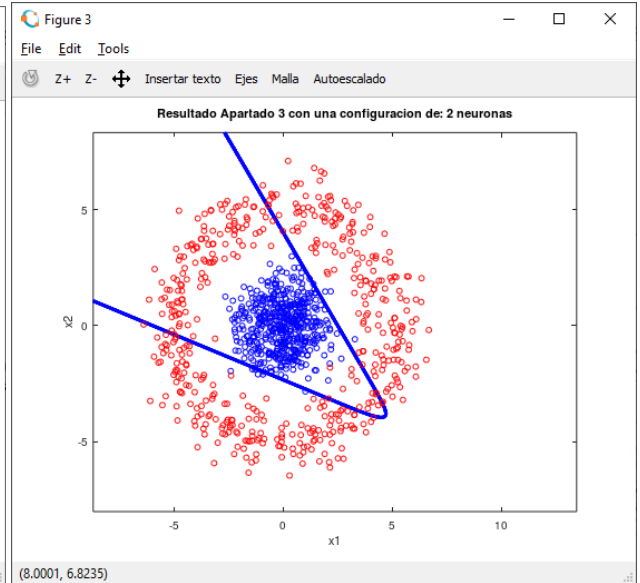 Figure 3
File Edit Tools
Z+ Z- Insertar texto Ejes Malla Autoescalado
Resultado Apartado 3 con una configuracion de: 2 neuronas
5
0
-5
x2
-5 0 5 10
x1
(8.0001, 6.8235)